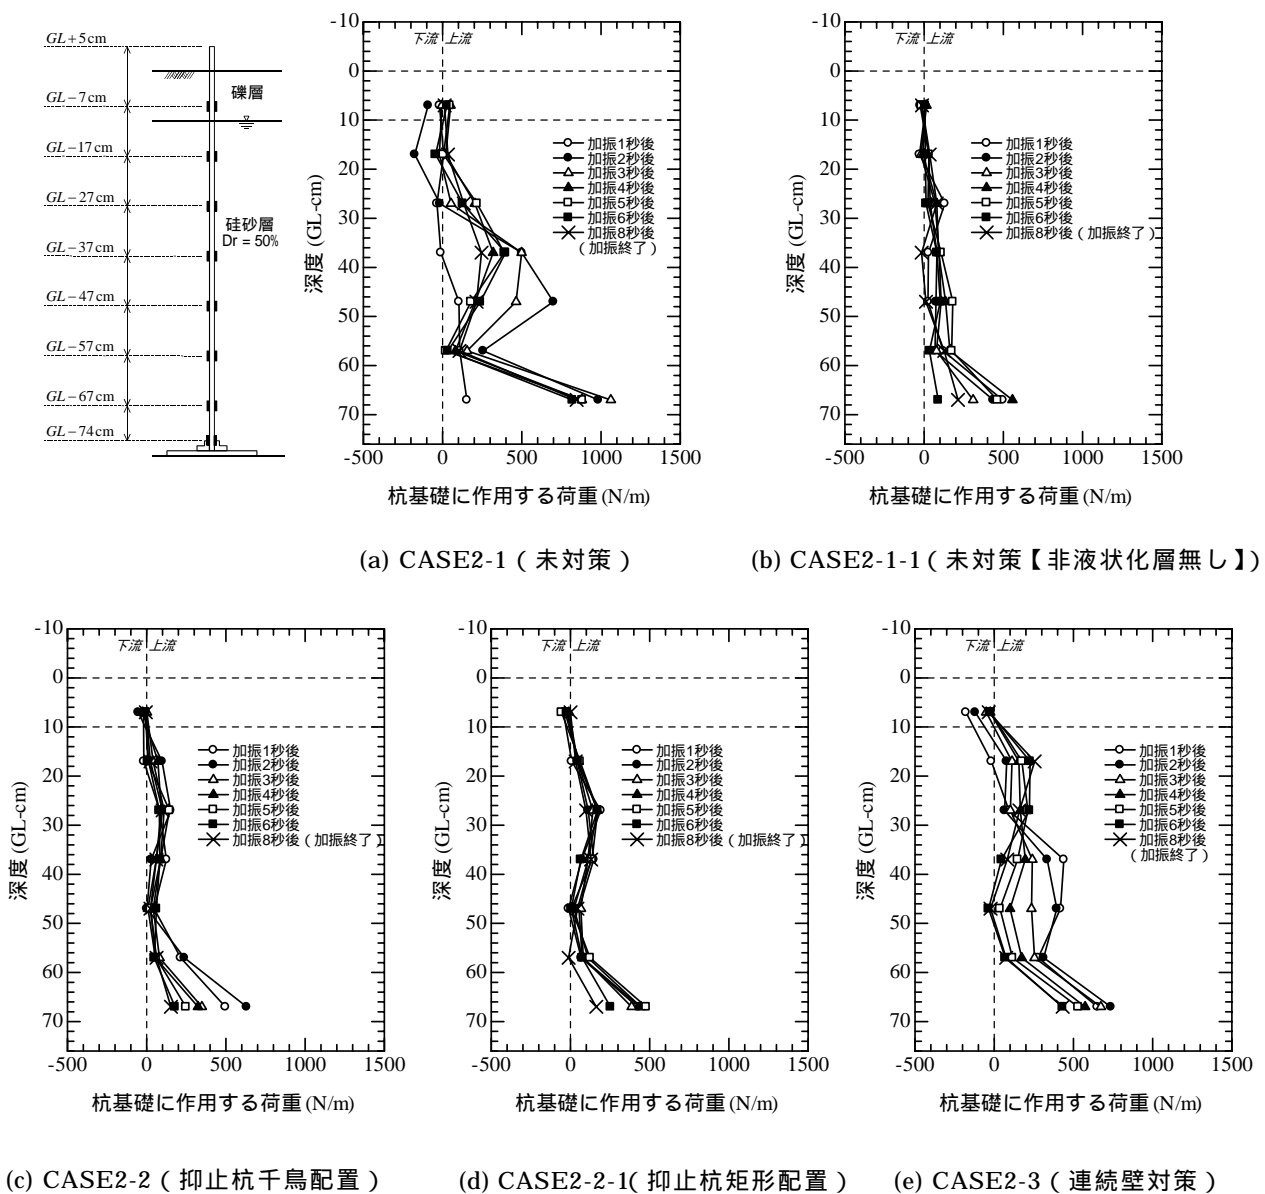 GL+5cm
GL−7cm
GL−17cm
GL−27cm
GL−37cm
GL−47cm
GL−57cm
GL−67cm
GL−74cm
礫層
硅砂層
Dr = 50%
-10
0
10
20
30
40
50
60
70
深度 (GL-cm)
下流 上流
加振1秒後
加振2秒後
加振3秒後
加振4秒後
加振5秒後
加振6秒後
加振8秒後
(加振終了)
-500 0 500 1000 1500
杭基礎に作用する荷重 (N/m)
(a) CASE2-1 ( 未対策 )
-10
0
10
20
30
40
50
60
70
深度 (GL-cm)
下流 上流
加振1秒後
加振2秒後
加振3秒後
加振4秒後
加振5秒後
加振6秒後
加振8秒後 ( 加振終了 )
-500 0 500 1000 1500
杭基礎に作用する荷重 (N/m)
(b) CASE2-1-1 ( 未対策【非液状化層無し】)
-10
0
10
20
30
40
50
60
70
深度 (GL-cm)
下流 上流
加振1秒後
加振2秒後
加振3秒後
加振4秒後
加振5秒後
加振6秒後
加振8秒後 ( 加振終了 )
-500 0 500 1000 1500
杭基礎に作用する荷重 (N/m)
(c) CASE2-2 ( 抑止杭千鳥配置 )
-10
0
10
20
30
40
50
60
70
深度 (GL-cm)
下流 上流
加振1秒後
加振2秒後
加振3秒後
加振4秒後
加振5秒後
加振6秒後
加振8秒後 ( 加振終了 )
-500 0 500 1000 1500
杭基礎に作用する荷重 (N/m)
(d) CASE2-2-1( 抑止杭矩形配置 )
-10
0
10
20
30
40
50
60
70
深度 (GL-cm)
下流 上流
加振1秒後
加振2秒後
加振3秒後
加振4秒後
加振5秒後
加振6秒後
加振8秒後
( 加振終了 )
-500 0 500 1000 1500
杭基礎に作用する荷重 (N/m)
(e) CASE2-3 ( 連続壁対策 )